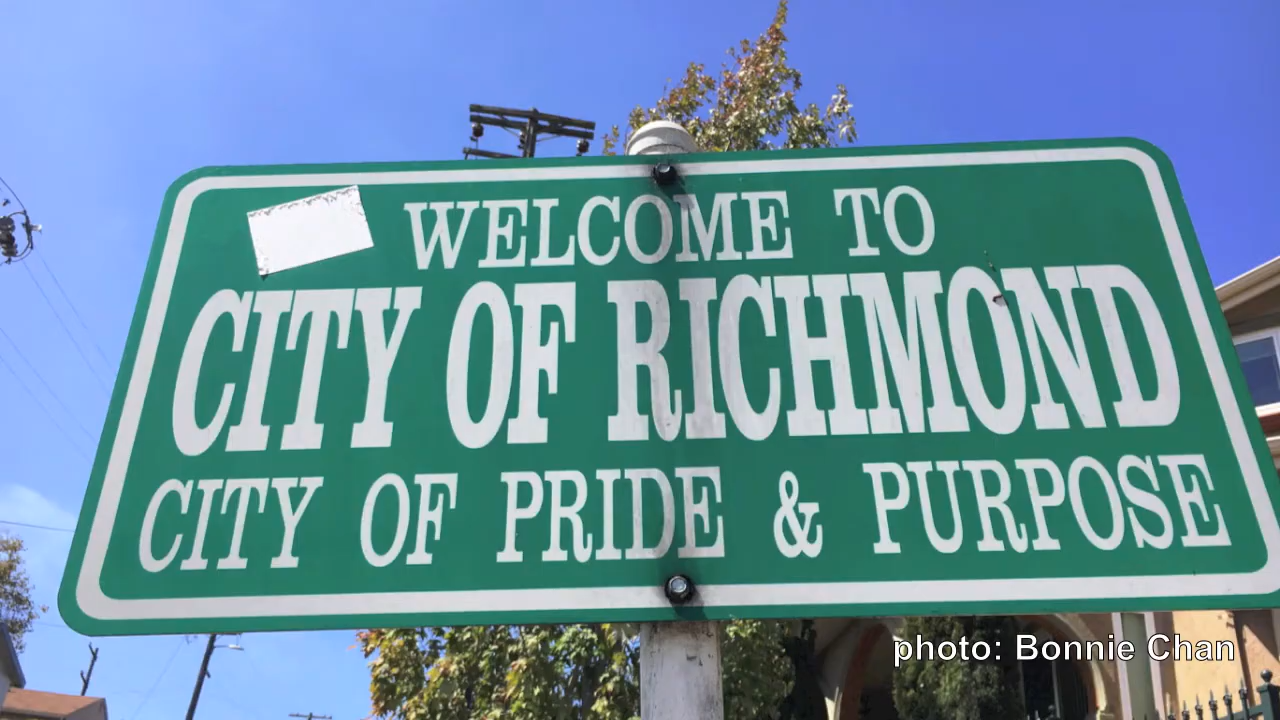 WELCOME TO
CITY OF RICHMOND
CITY OF PRIDE & PURPOSE
photo: Bonnie Chan